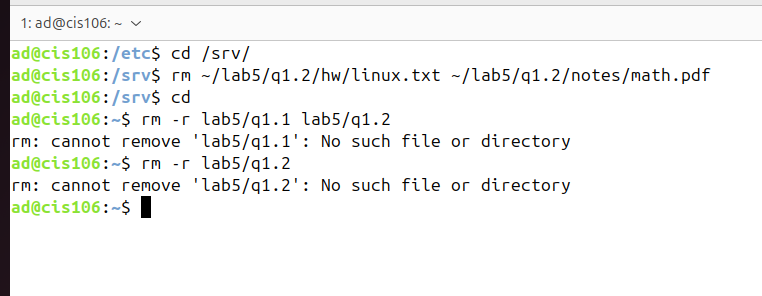 1: ad@cis106: ~
ad@cis106:/etc$ cd /srv/
ad@cis106:/srv$ rm ~/lab5/q1.2/hw/linux.txt ~/lab5/q1.2/notes/math.pdf
ad@cis106:/srv$ cd
ad@cis106:~$ rm -r lab5/q1.1 lab5/q1.2
rm: cannot remove 'lab5/q1.1': No such file or directory
ad@cis106:~$ rm -r lab5/q1.2
rm: cannot remove 'lab5/q1.2': No such file or directory
ad@cis106:~$